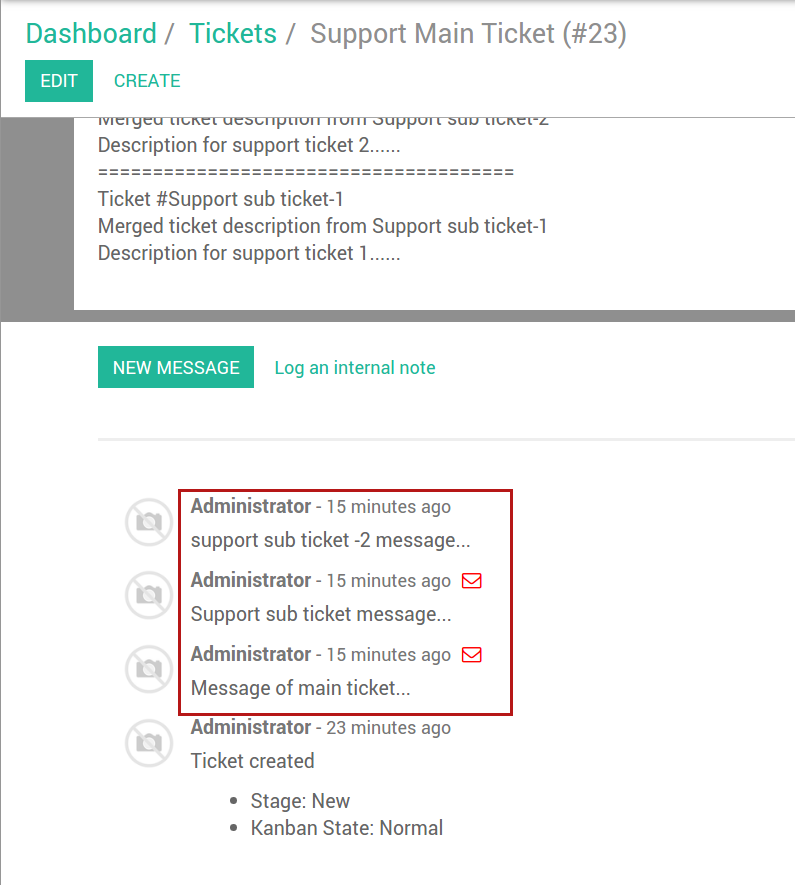 Dashboard / Tickets / Support Main Ticket (#23)
EDIT CREATE
Merged ticket description from Support sub ticket-2
Description for support ticket 2......
======================================
Ticket #Support sub ticket-1
Merged ticket description from Support sub ticket-1
Description for support ticket 1......
NEW MESSAGE Log an internal note
Administrator - 15 minutes ago
support sub ticket -2 message...
Administrator - 15 minutes ago
Support sub ticket message...
Administrator - 15 minutes ago
Message of main ticket...
Administrator - 23 minutes ago
Ticket created
• Stage: New
• Kanban State: Normal